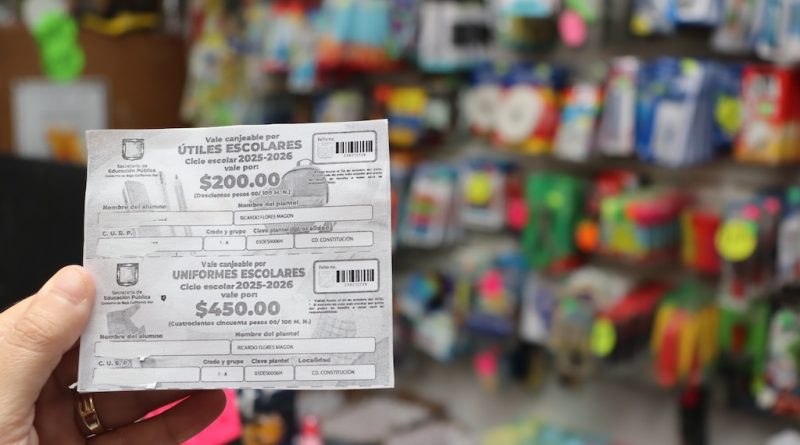 Vale canjeable por
ÚTILES ESCOLARES
Ciclo escolar 2025-2026
vale por:
$200.00
(Doscientos pesos 00/100 M. N.)
Secretaría de
Educación Pública
Folio no.
Nombre del alumno
Nombre del plantel
RICARDO FLORES MAGON
C. U. R. P.
Grado y grupo
Clave plantel
Localidad
1 - A
CD. CONSTITUCIÓN
Vale canjeable por
UNIFORMES ESCOLARES
Ciclo escolar 2025-2026
vale por:
$450.00
(Cuatrocientos cincuenta pesos 00/ 100 M. N.)
Secretaría de
Educación Pública
Folio no.
Nombre del alumno
Nombre del plantel
RICARDO FLORES MAGON
C. U. R. P.
Grado y grupo
Clave plantel
Localidad
1 - A
CD. CONSTITUCIÓN